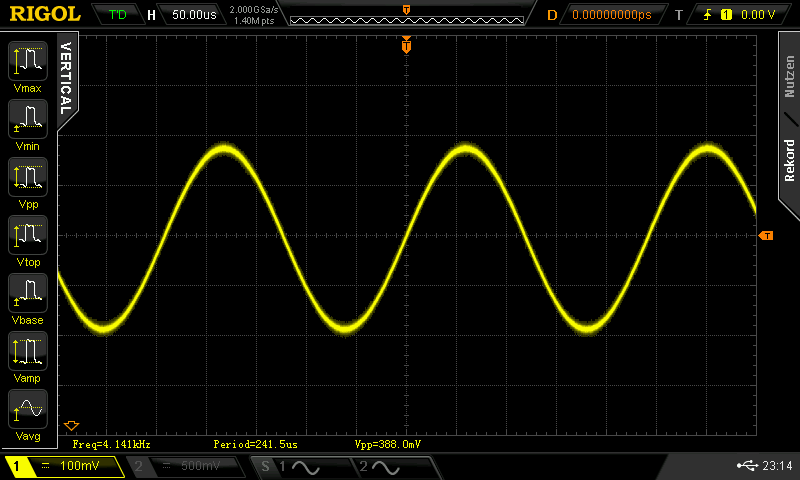 RIGOL T'D H 50.00us 2.000GSa/s 1.40Mpts T D 0.00000000ps T 1 0.00 V
T
VERTICAL
Vmax
Vmin
Vpp
Vtop
Vbase
Vamp
Vavg
Nutzen
Rekord
T
Freq=4.141kHz Period=241.5us Vpp=388.0mV
1 100mV 2 500mV S 1 2 23:14